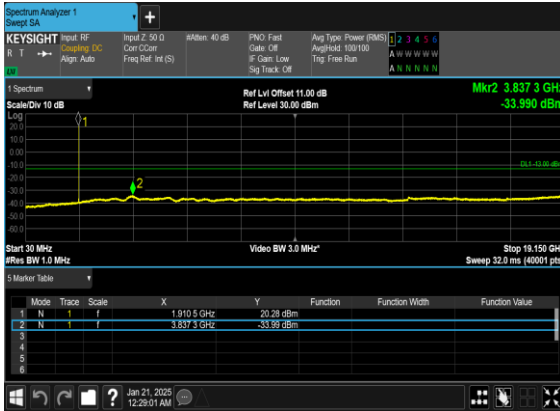 Spectrum Analyzer 1
Swept SA
KEYSIGHT Input: RF Input Z: 50 Ω #Atten: 40 dB PNO: Fast Avg Type: Power (RMS) 1 2 3 4 5 6
R T Coupling: DC Corr CCorr Gate: Off Avg|Hold: 100/100 A W W W W W
Align: Auto Freq Ref: Int (S) IF Gain: Low Trig: Free Run
Sig Track: Off A N N N N N
1 Spectrum Ref Lvl Offset 11.00 dB Mkr2 3.837 3 GHz
Scale/Div 10 dB Ref Level 30.00 dBm -33.990 dBm
Log
20.0
10.0
0.00
-10.0
-20.0
-30.0
-40.0
-50.0
-60.0
1
2
DL1 -13.00 dBm
Start 30 MHz Video BW 3.0 MHz* Stop 19.150 GHz
#Res BW 1.0 MHz Sweep 32.0 ms (40001 pts)
5 Marker Table
Mode Trace Scale X Y Function Function Width Function Value
1 N 1 f 1.910 5 GHz 20.28 dBm
2 N 1 f 3.837 3 GHz -33.99 dBm
3
4
5
6
Jan 21, 2025
12:29:01 AM